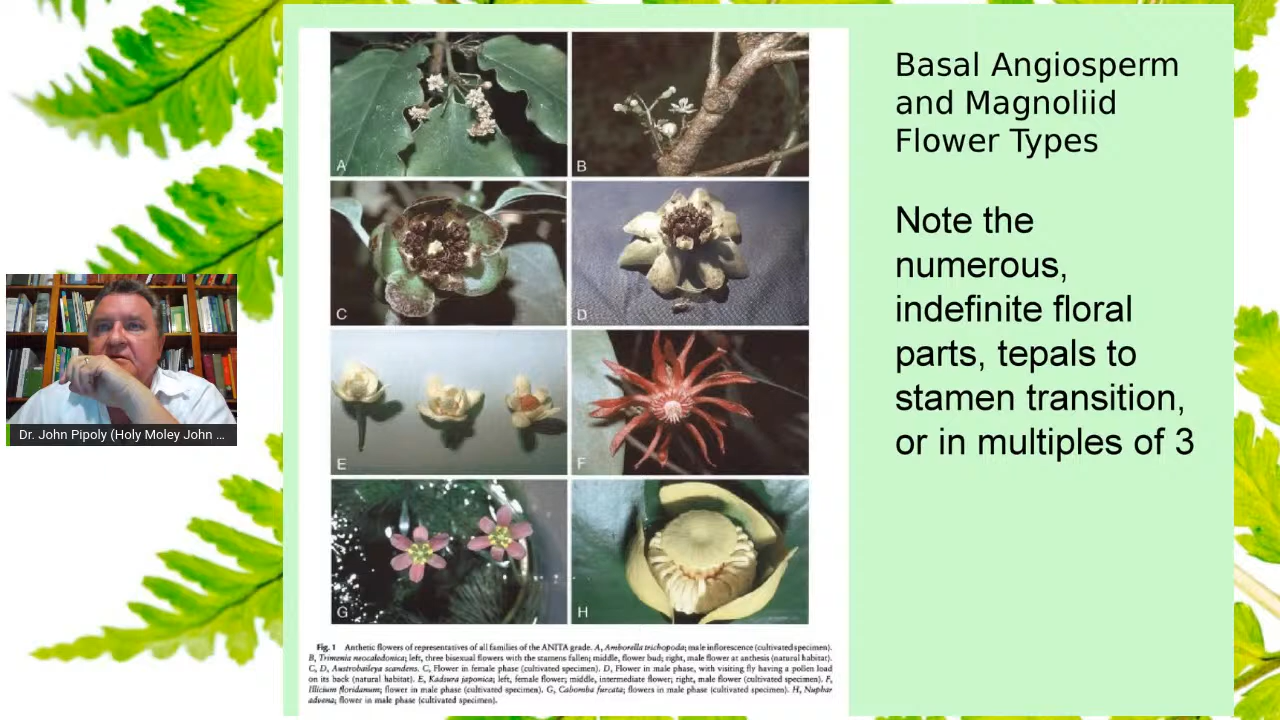 Basal Angiosperm
and Magnoliid
Flower Types
Note the
numerous,
indefinite floral
parts, tepals to
stamen transition,
or in multiples of 3
A
B
C
D
E
F
G
H
Fig. 1 Anthetic flowers of representatives of all families of the ANITA grade. A, Amborella trichopoda; male inflorescence (cultivated specimen).
B, Trimenia neocaledonica; left, three bisexual flowers with the stamens fallen; middle, flower bud; right, male flower at anthesis (natural habitat).
C, D, Austrobaileya scandens. C, Flower in female phase (cultivated specimen). D, Flower in male phase, with visiting fly having a pollen load
on its back (natural habitat). E, Kadsura japonica; left, female flower; middle, intermediate flower; right, male flower (cultivated specimen). F,
Illicium floridanum; flower in male phase (cultivated specimen). G, Cabomba furcata; flowers in male phase (cultivated specimen). H, Nuphar
advena; flower in male phase (cultivated specimen).
Dr. John Pipoly (Holy Moley John ...